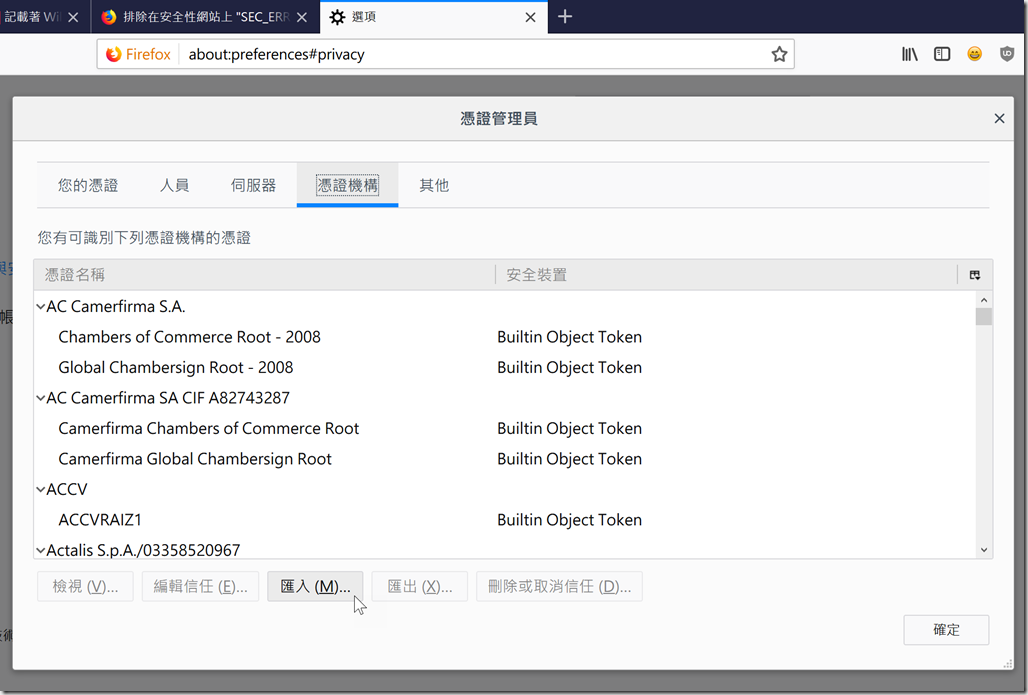 記載著 Wi
排除在安全性網站上 "SEC_ERR
選項
Firefox
about:preferences#privacy
憑證管理員
您的憑證 人員 伺服器 憑證機構 其他
您有可識別下列憑證機構的憑證
憑證名稱 安全裝置
AC Camerfirma S.A.
Chambers of Commerce Root - 2008 Builtin Object Token
Global Chambersign Root - 2008 Builtin Object Token
AC Camerfirma SA CIF A82743287
Camerfirma Chambers of Commerce Root Builtin Object Token
Camerfirma Global Chambersign Root Builtin Object Token
ACCV
ACCVRAIZ1 Builtin Object Token
Actalis S.p.A./03358520967
檢視 (V)... 編輯信任 (E)... 匯入 (M)... 匯出 (X)... 刪除或取消信任 (D)...
確定